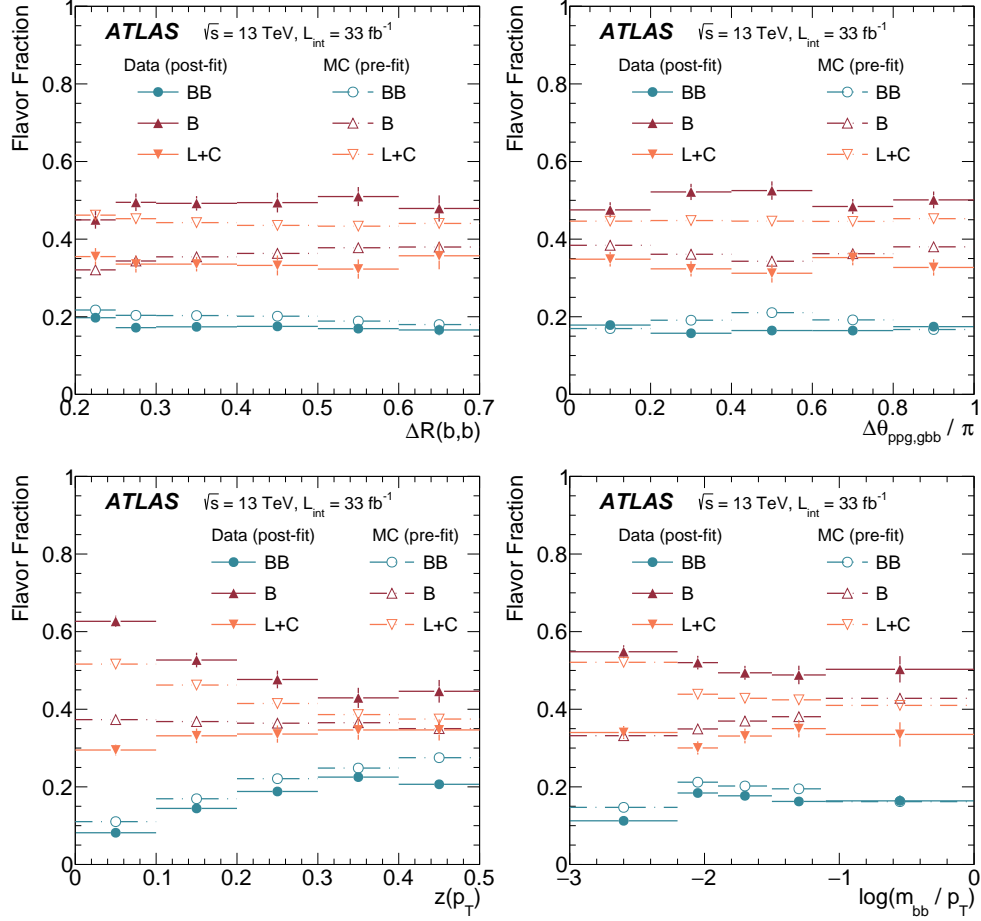 ATLAS √s = 13 TeV, L_int = 33 fb⁻¹
Data (post-fit) MC (pre-fit)
BB BB
B B
L+C L+C
Flavor Fraction
1
0.8
0.6
0.4
0.2
0
0.2 0.3 0.4 0.5 0.6 0.7
ΔR(b,b)
ATLAS √s = 13 TeV, L_int = 33 fb⁻¹
Data (post-fit) MC (pre-fit)
BB BB
B B
L+C L+C
Flavor Fraction
1
0.8
0.6
0.4
0.2
0
0 0.2 0.4 0.6 0.8 1
Δθ_ppg,gbb / π
ATLAS √s = 13 TeV, L_int = 33 fb⁻¹
Data (post-fit) MC (pre-fit)
BB BB
B B
L+C L+C
Flavor Fraction
1
0.8
0.6
0.4
0.2
0
0 0.1 0.2 0.3 0.4 0.5
z(p_T)
ATLAS √s = 13 TeV, L_int = 33 fb⁻¹
Data (post-fit) MC (pre-fit)
BB BB
B B
L+C L+C
Flavor Fraction
1
0.8
0.6
0.4
0.2
0
−3 −2 −1 0
log(m_bb / p_T)